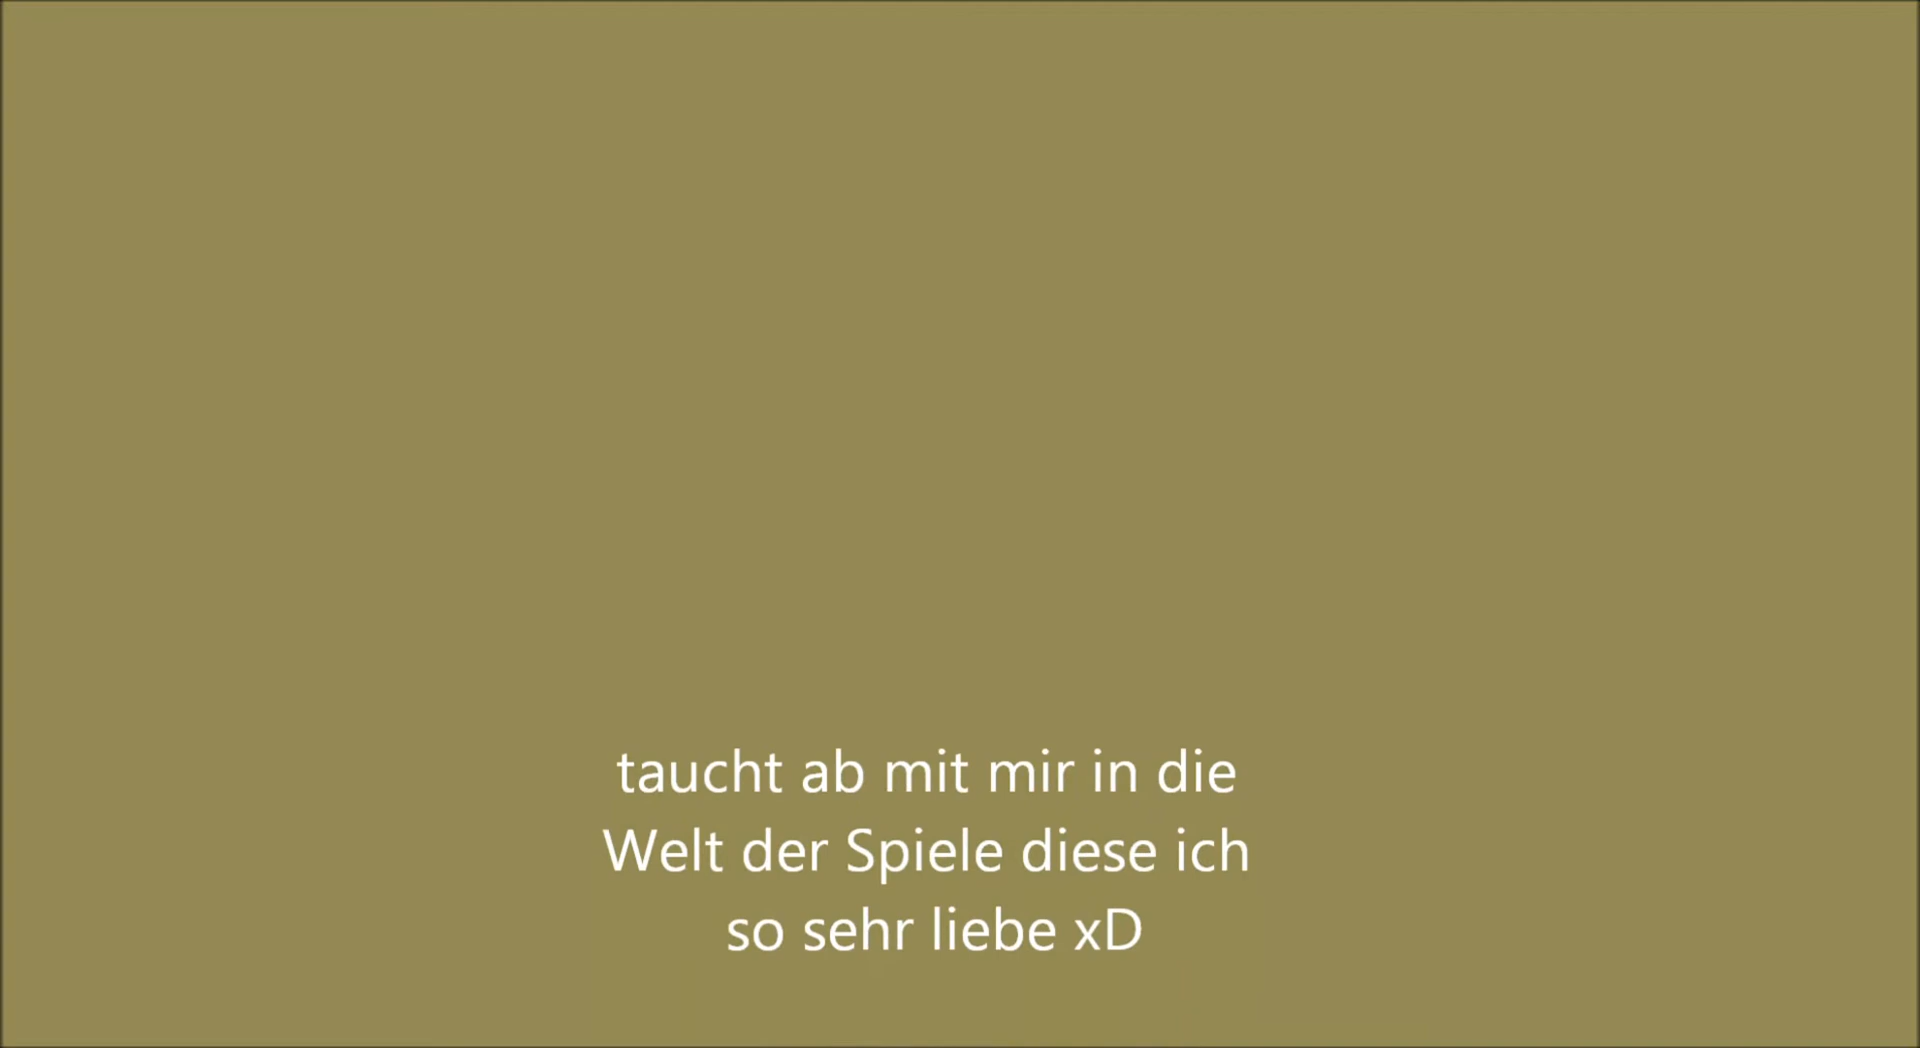 taucht ab mit mir in die
Welt der Spiele diese ich
so sehr liebe xD